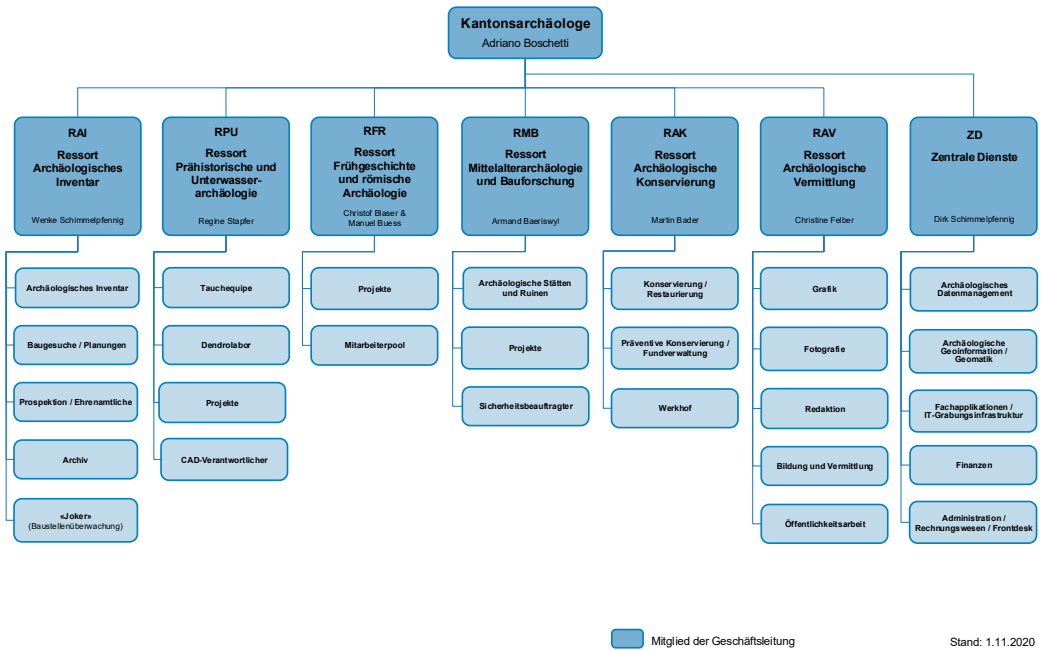 Kantonsarchäologe
Adriano Boschetti
RAI
Ressort
Archäologisches
Inventar
Wenke Schimmelpfennig
RPU
Ressort
Prähistorische und
Unterwasser-
archäologie
Regine Stapfer
RFR
Ressort
Frühgeschichte
und römische
Archäologie
Christof Blaser &
Manuel Buess
RMB
Ressort
Mittelalterarchäologie
und Bauforschung
Armand Baeriswyl
RAK
Ressort
Archäologische
Konservierung
Martin Bader
RAV
Ressort
Archäologische
Vermittlung
Christine Felber
ZD
Zentrale Dienste
Dirk Schimmelpfennig
Archäologisches Inventar
Baugesuche / Planungen
Prospektion / Ehrenamtliche
Archiv
«Joker»
(Baustellenüberwachung)
Tauchequipe
Dendrolabor
Projekte
CAD-Verantwortlicher
Projekte
Mitarbeiterpool
Archäologische Stätten
und Ruinen
Projekte
Sicherheitsbeauftragter
Konservierung /
Restaurierung
Präventive Konservierung /
Fundverwaltung
Werkhof
Grafik
Fotografie
Redaktion
Bildung und Vermittlung
Öffentlichkeitsarbeit
Archäologisches
Datenmanagement
Archäologische
Geoinformation /
Geomatik
Fachapplikationen /
IT-Grabungsinfrastruktur
Finanzen
Administration /
Rechnungswesen / Frontdesk
Mitglied der Geschäftsleitung
Stand: 1.11.2020